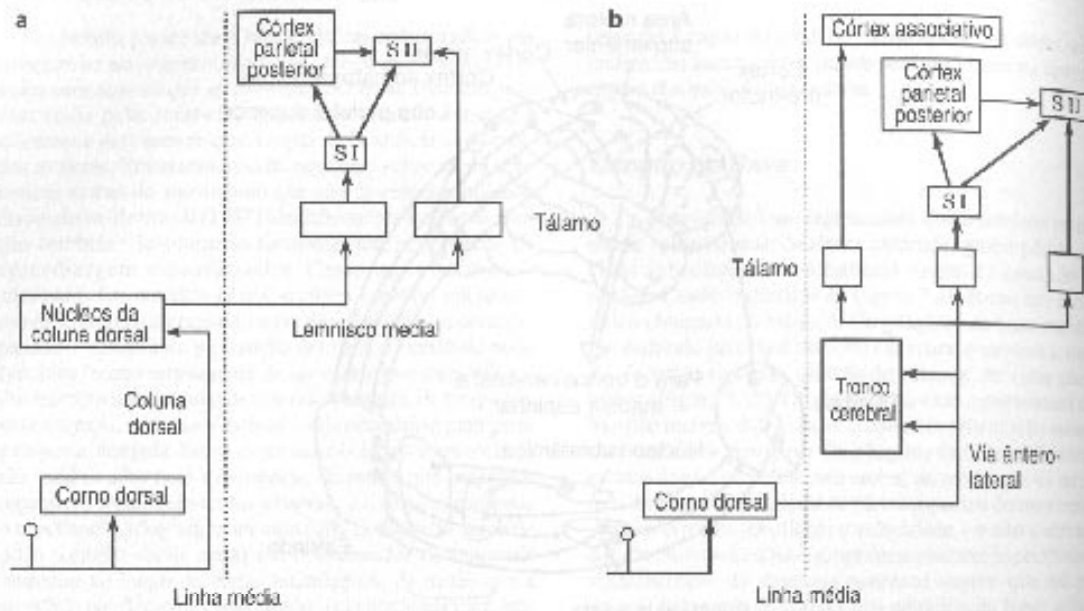 a
Córtex
parietal
posterior
S II
S I
Tálamo
Núcleos da
coluna dorsal
Lemnisco medial
Coluna
dorsal
Corno dorsal
Linha média
b
Córtex associativo
Córtex
parietal
posterior
S II
S I
Tálamo
Tronco
cerebral
Via ântero
lateral
Corno dorsal
Linha média